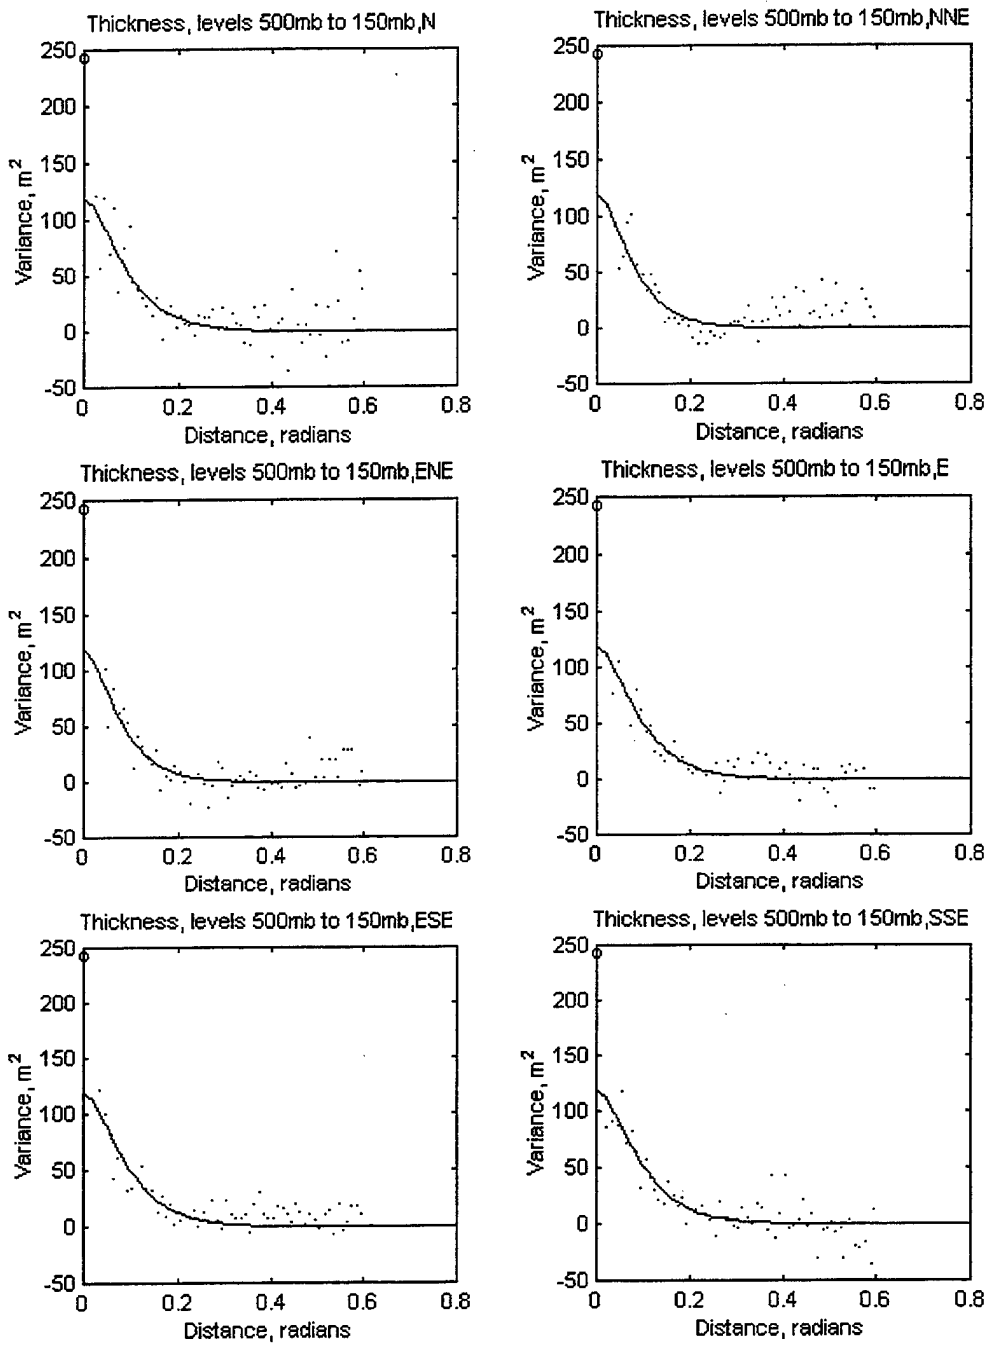 Thickness, levels 500mb to 150mb,N
250
200
150
100
50
0
-50
Variance, m²
0 0.2 0.4 0.6 0.8
Distance, radians
Thickness, levels 500mb to 150mb,NNE
250
200
150
100
50
0
-50
Variance, m²
0 0.2 0.4 0.6 0.8
Distance, radians
Thickness, levels 500mb to 150mb,ENE
250
200
150
100
50
0
-50
Variance, m²
0 0.2 0.4 0.6 0.8
Distance, radians
Thickness, levels 500mb to 150mb,E
250
200
150
100
50
0
-50
Variance, m²
0 0.2 0.4 0.6 0.8
Distance, radians
Thickness, levels 500mb to 150mb,ESE
250
200
150
100
50
0
-50
Variance, m²
0 0.2 0.4 0.6 0.8
Distance, radians
Thickness, levels 500mb to 150mb,SSE
250
200
150
100
50
0
-50
Variance, m²
0 0.2 0.4 0.6 0.8
Distance, radians